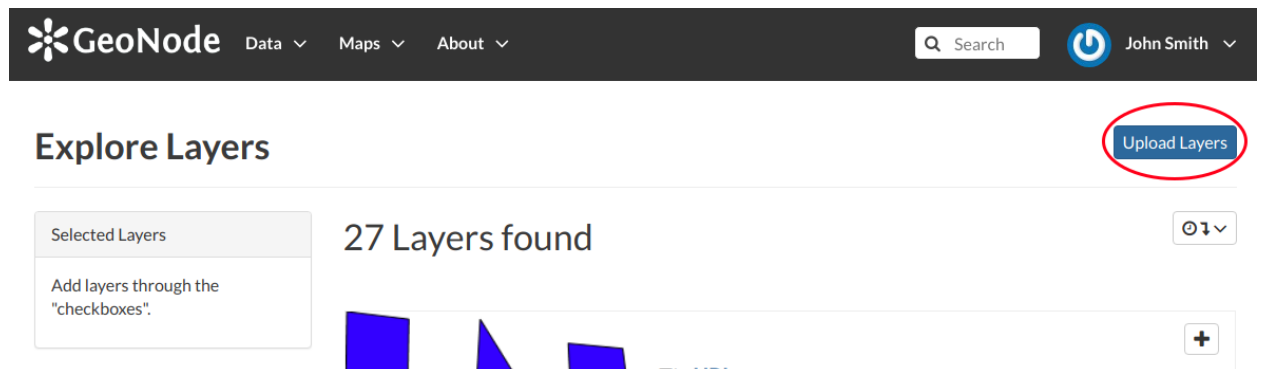 GeoNode Data Maps About Search John Smith
Explore Layers
Upload Layers
Selected Layers
27 Layers found
Add layers through the
"checkboxes".